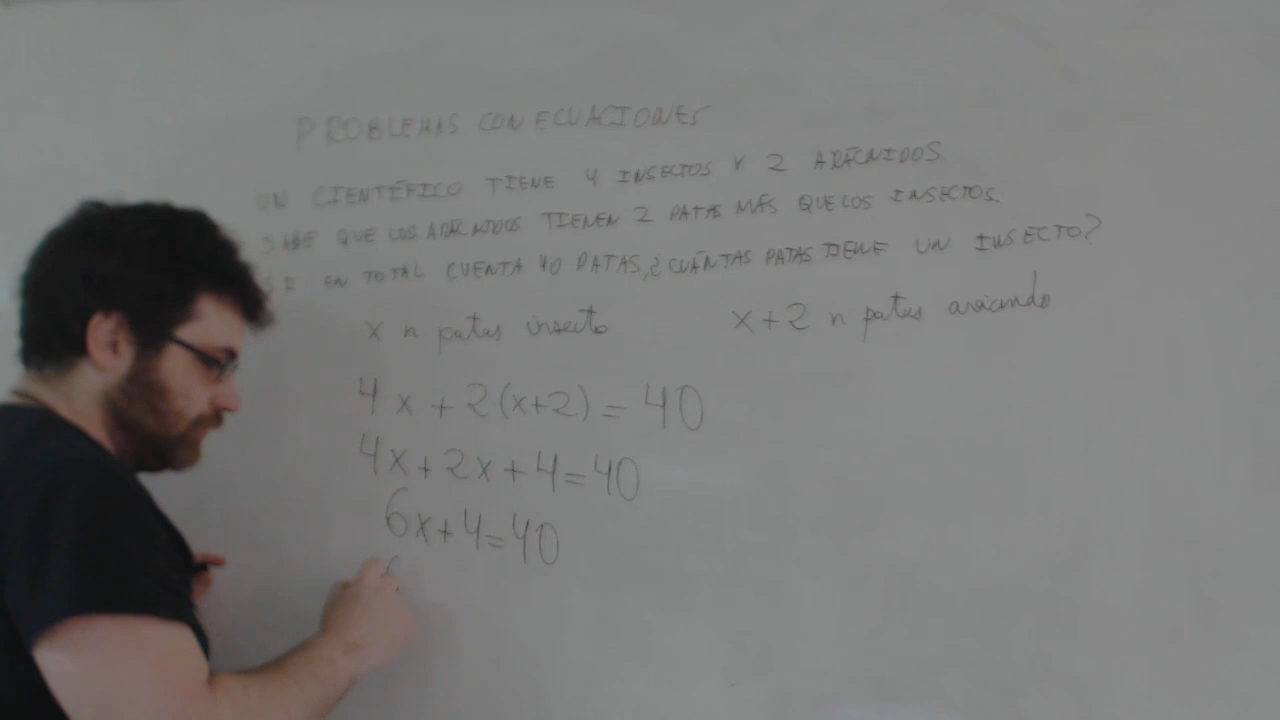 PROBLEMAS CON ECUACIONES
UN CIENTÍFICO TIENE 4 INSECTOS Y 2 ARÁCNIDOS.
SABE QUE LOS ARÁCNIDOS TIENEN 2 PATAS MÁS QUE LOS INSECTOS.
EN TOTAL CUENTA 40 PATAS, ¿CUÁNTAS PATAS TIENE UN INSECTO?
x n patas insecto x+2 n patas
4x + 2(x+2) = 40
4x + 2x + 4 = 40
6x + 4 = 40